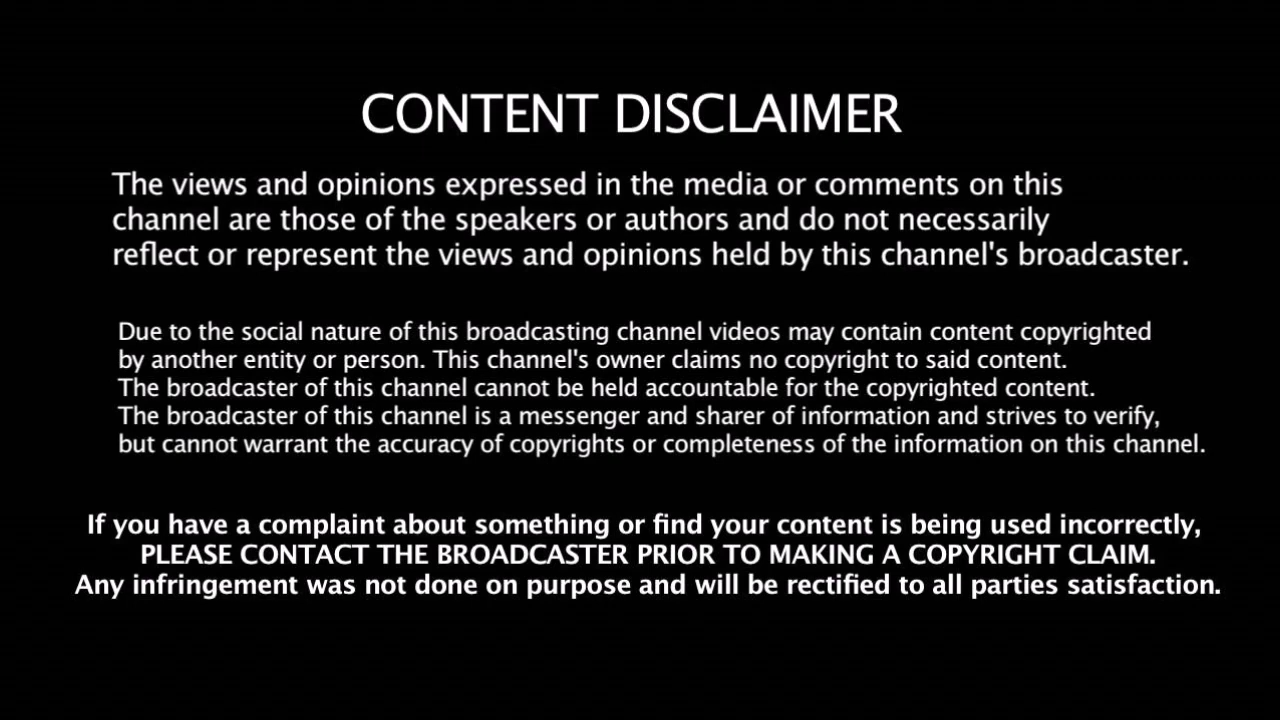 CONTENT DISCLAIMER
The views and opinions expressed in the media or comments on this
channel are those of the speakers or authors and do not necessarily
reflect or represent the views and opinions held by this channel's broadcaster.
Due to the social nature of this broadcasting channel videos may contain content copyrighted
by another entity or person. This channel's owner claims no copyright to said content.
The broadcaster of this channel cannot be held accountable for the copyrighted content.
The broadcaster of this channel is a messenger and sharer of information and strives to verify,
but cannot warrant the accuracy of copyrights or completeness of the information on this channel.
If you have a complaint about something or find your content is being used incorrectly,
PLEASE CONTACT THE BROADCASTER PRIOR TO MAKING A COPYRIGHT CLAIM.
Any infringement was not done on purpose and will be rectified to all parties satisfaction.